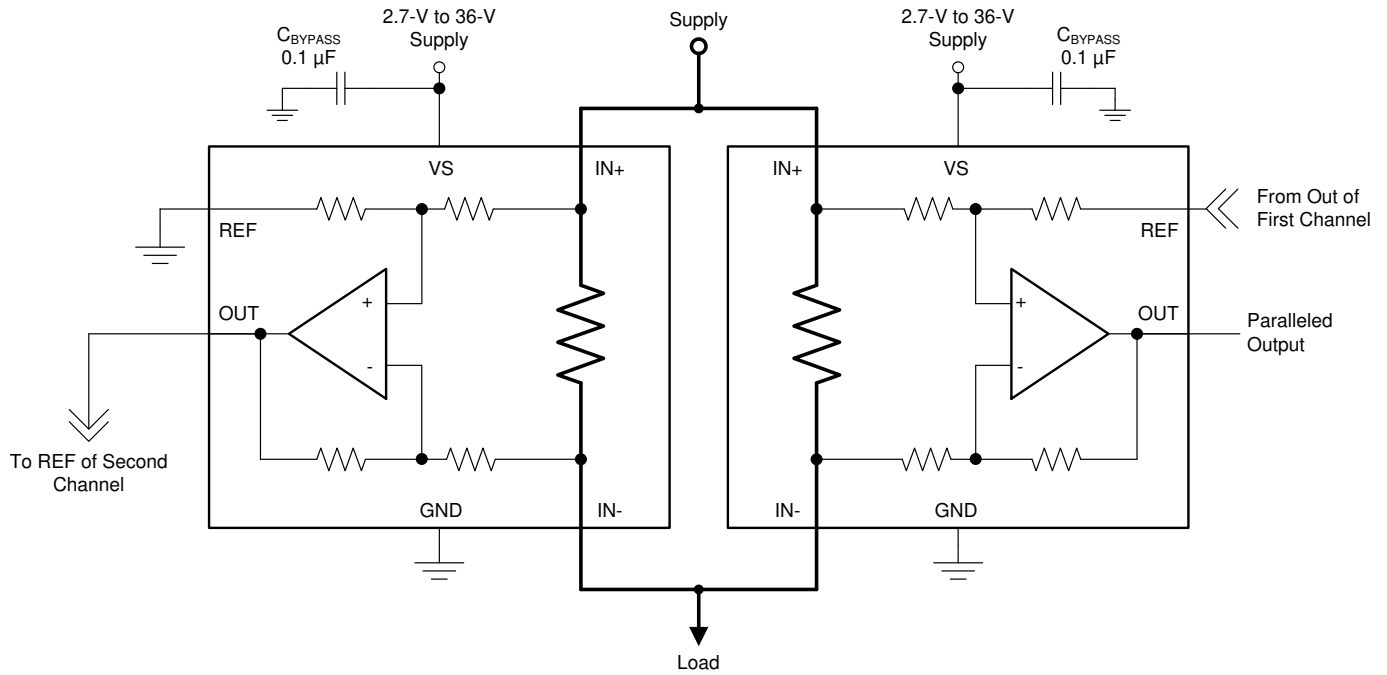 2.7-V to 36-V
Supply
CBYPASS
0.1 µF
Supply
2.7-V to 36-V
Supply
CBYPASS
0.1 µF
VS
IN+
REF
+
OUT
-
GND
IN-
To REF of Second
Channel
IN+
VS
REF
From Out of
First Channel
+
OUT
-
Paralleled
Output
IN-
GND
Load